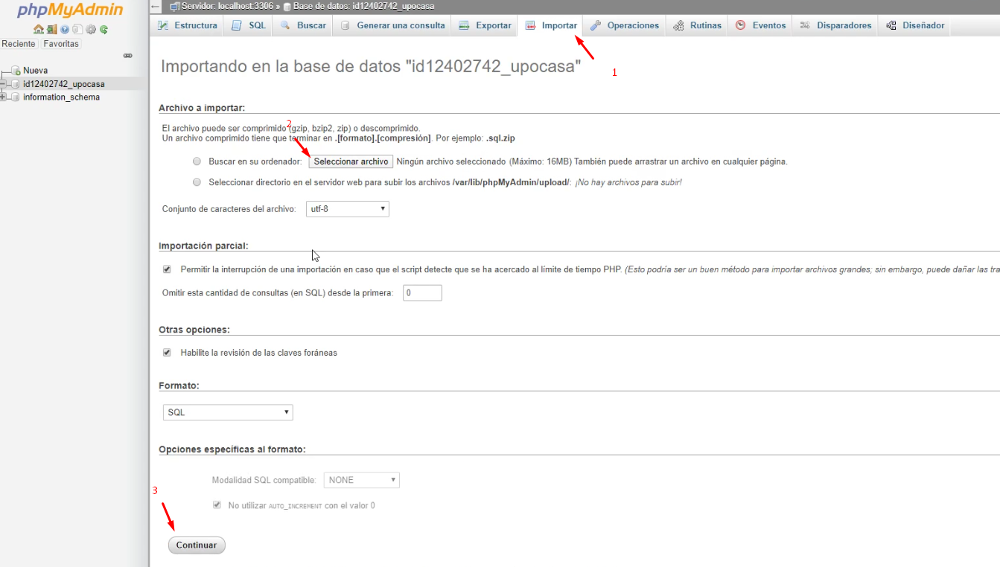 phpMyAdmin
Servidor: localhost:3306 » Base de datos: id12402742_upocasa
Reciente Favoritas
Nueva
id12402742_upocasa
information_schema
Estructura SQL Buscar Generar una consulta Exportar Importar Operaciones Rutinas Eventos Disparadores Diseñador
1
Importando en la base de datos "id12402742_upocasa"
Archivo a importar:
2
El archivo puede ser comprimido (gzip, bzip2, zip) o descomprimido.
Un archivo comprimido tiene que terminar en .[formato].[compresión]. Por ejemplo: .sql.zip
Buscar en su ordenador: Seleccionar archivo Ningún archivo seleccionado (Máximo: 16MB) También puede arrastrar un archivo en cualquier página.
Seleccionar directorio en el servidor web para subir los archivos /var/lib/phpMyAdmin/upload/: ¡No hay archivos para subir!
Conjunto de caracteres del archivo: utf-8
Importación parcial:
Permitir la interrupción de una importación en caso que el script detecte que se ha acercado al límite de tiempo PHP. (Esto podría ser un buen método para importar archivos grandes; sin embargo, puede dañar las tra
Omitir esta cantidad de consultas (en SQL) desde la primera: 0
Otras opciones:
Habilite la revisión de las claves foráneas
Formato:
SQL
Opciones específicas al formato:
Modalidad SQL compatible: NONE
3
No utilizar AUTO_INCREMENT con el valor 0
Continuar